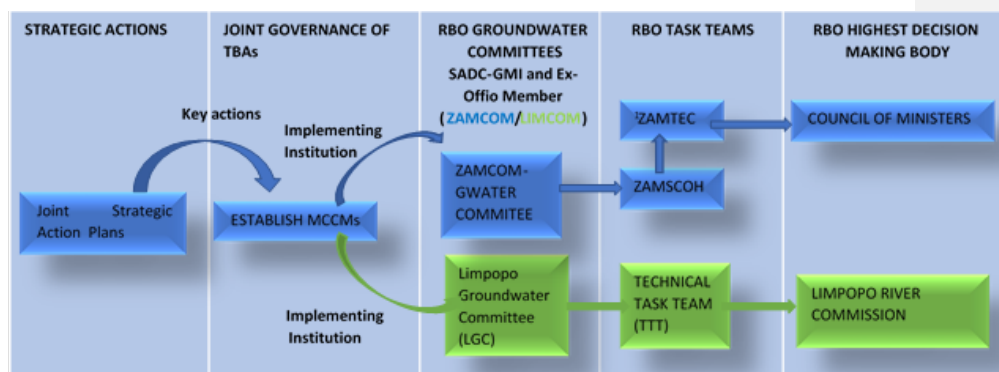 STRATEGIC ACTIONS
JOINT GOVERNANCE OF
TBAs
RBO GROUNDWATER
COMMITTEES
SADC-GMI and Ex-
Offio Member
(ZAMCOM/LIMCOM)
RBO TASK TEAMS
RBO HIGHEST DECISION
MAKING BODY
Key actions
Implementing
Institution
Joint Strategic
Action Plans
ESTABLISH MCCMs
ZAMCOM-
GWATER
COMMITEE
ZAMTEC
ZAMSCOH
COUNCIL OF MINISTERS
Implementing
Institution
Limpopo
Groundwater
Committee
(LGC)
TECHNICAL
TASK TEAM
(TTT)
LIMPOPO RIVER
COMMISSION